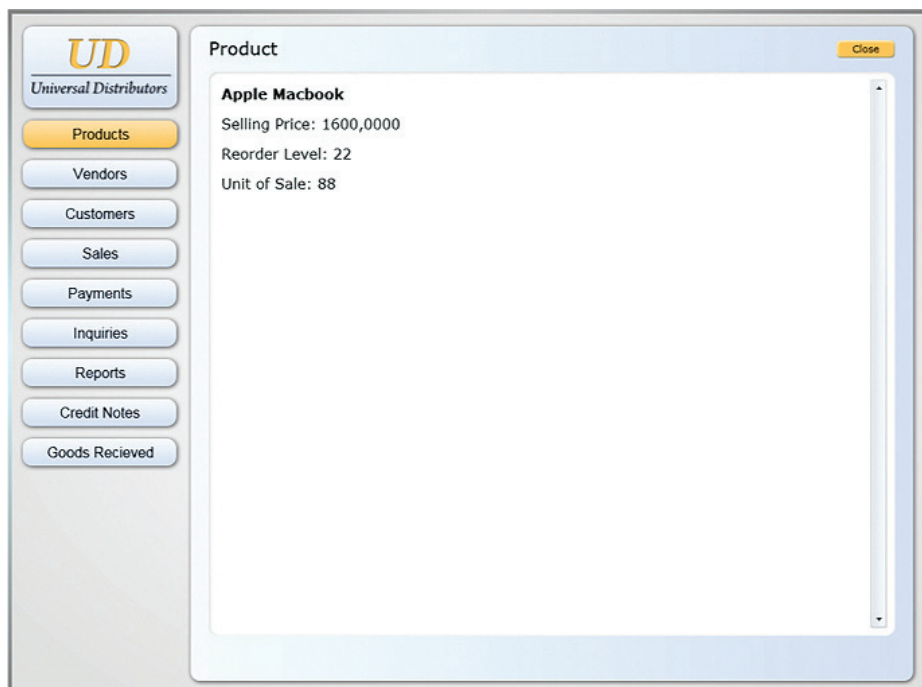 UD
Universal Distributors
Products
Vendors
Customers
Sales
Payments
Inquiries
Reports
Credit Notes
Goods Recieved
Product
Close
Apple Macbook
Selling Price: 1600,0000
Reorder Level: 22
Unit of Sale: 88